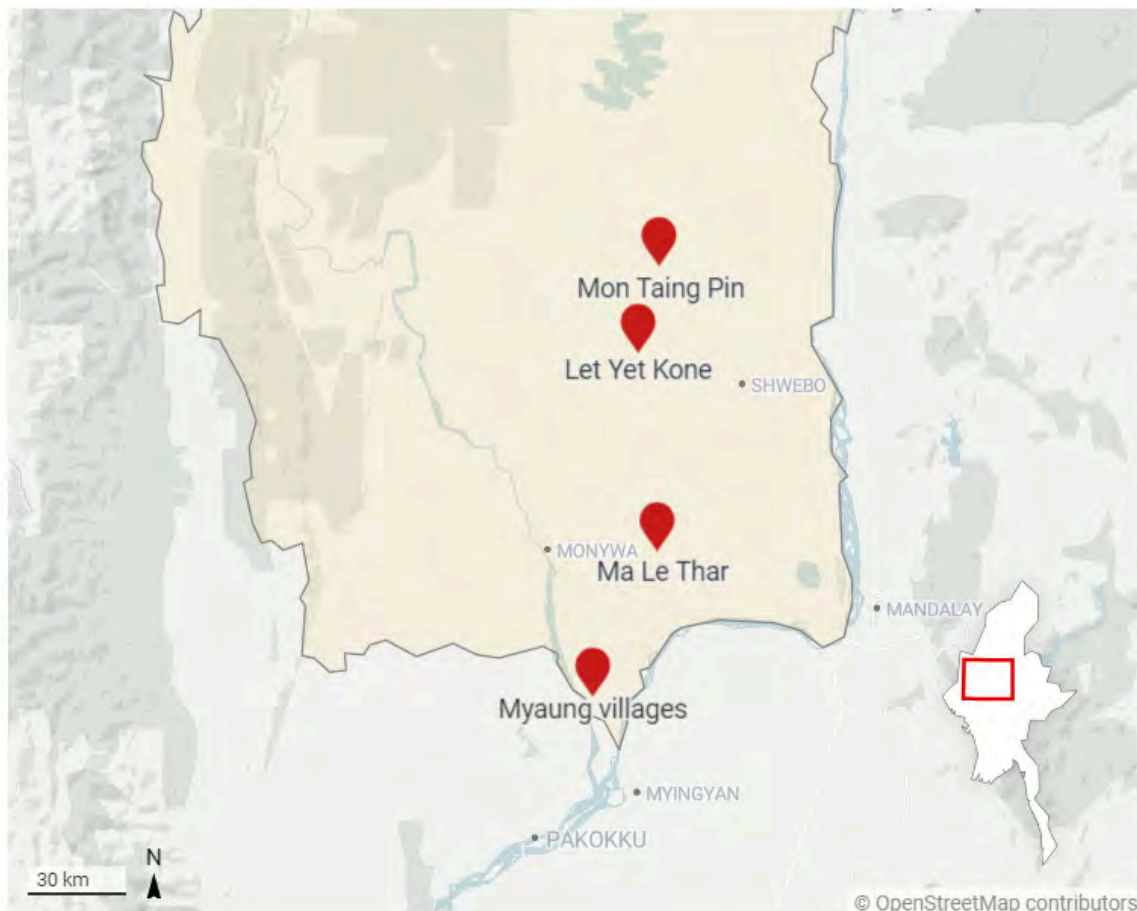 Mon Taing Pin
Let Yet Kone
SHWEBO
MONYWA
Ma Le Thar
MANDALAY
Myaung villages
MYINGYAN
PAKOKKU
30 km
N
© OpenStreetMap contributors